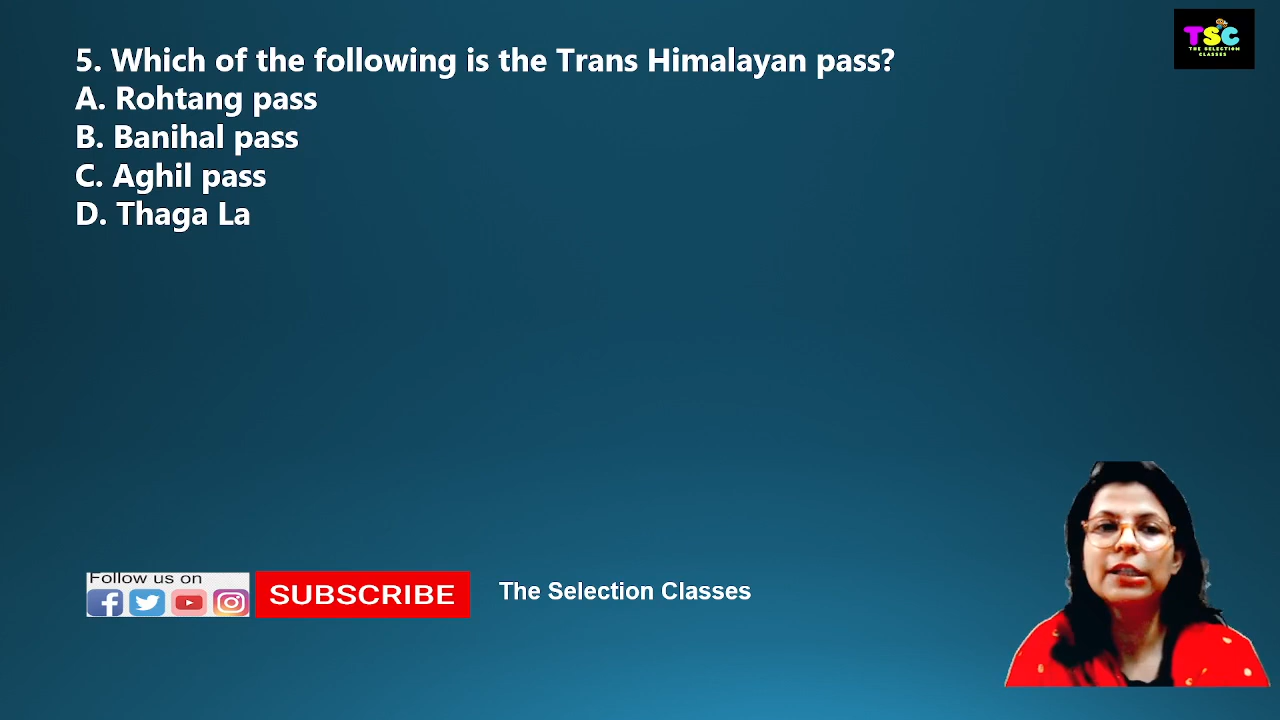 TSC
THE SELECTION
CLASSES
5. Which of the following is the Trans Himalayan pass?
A. Rohtang pass
B. Banihal pass
C. Aghil pass
D. Thaga La
Follow us on
SUBSCRIBE
The Selection Classes